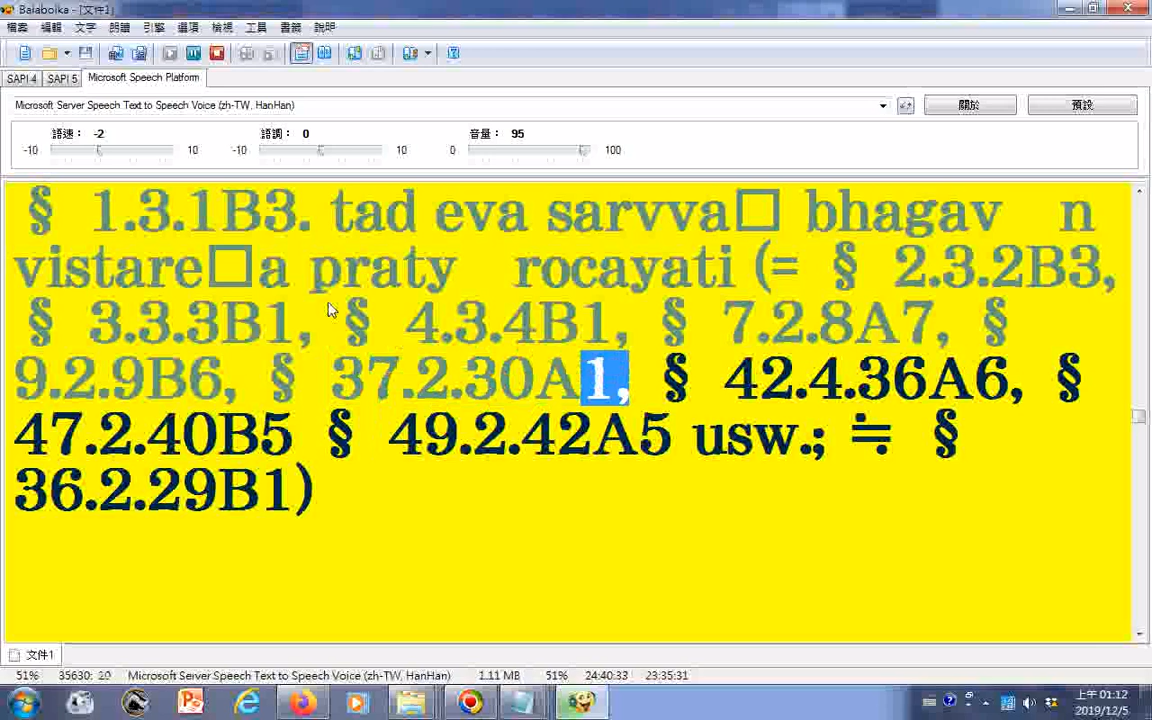 Balabolka - [文件1]
檔案 編輯 文字 朗讀 引擎 選項 檢視 工具 書籤 說明
SAPI 4 SAPI 5 Microsoft Speech Platform
Microsoft Server Speech Text to Speech Voice (zh-TW, HanHan) 關於 預設
語速： -2 語調： 0 音量： 95
-10 10 -10 10 0 100
§ 1.3.1B3. tad eva sarvva□ bhagav n
vistare□a praty rocayati (= § 2.3.2B3,
§ 3.3.3B1, § 4.3.4B1, § 7.2.8A7, §
9.2.9B6, § 37.2.30A1, § 42.4.36A6, §
47.2.40B5 § 49.2.42A5 usw.; ≒ §
36.2.29B1)
文件1
51% 35630: 20 Microsoft Server Speech Text to Speech Voice (zh-TW, HanHan) 1.11 MB 51% 24:40:33 23:35:31
上午 01:12
2019/12/5